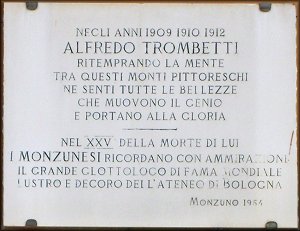 NEGLI ANNI 1909 1910 1912
ALFREDO TROMBETTI
RITEMPRANDO LA MENTE
TRA QUESTI MONTI PITTORESCHI
NE SENTI TUTTE LE BELLEZZE
CHE MUOVONO IL GENIO
E PORTANO ALLA GLORIA
NEL XXV DELLA MORTE DI LUI
I MONZUNESI RICORDANO CON AMMIRAZIONE
IL GRANDE GLOTTOLOGO DI FAMA MONDIALE
LUSTRO E DECORO DELL'ATENEO DI BOLOGNA
MONZUNO 1954